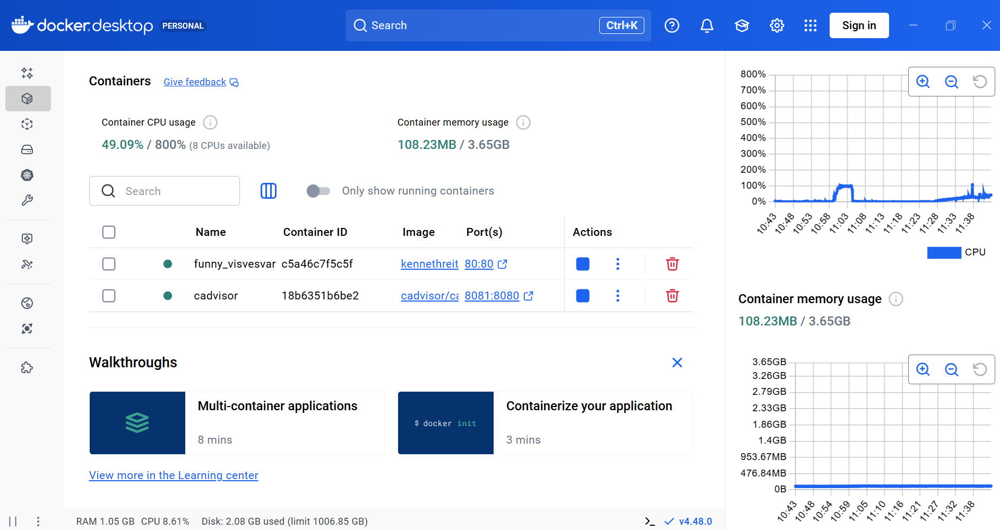 docker desktop PERSONAL
Search Ctrl+K
Sign in
Containers Give feedback
Container CPU usage
49.09% / 800% (8 CPUs available)
Container memory usage
108.23MB / 3.65GB
Search
Only show running containers
Name Container ID Image Port(s) Actions
funny_visvesvar c5a46c7f5c5f kennethreit 80:80
cadvisor 18b6351b6be2 cadvisor/ca 8081:8080
Walkthroughs
Multi-container applications
8 mins
$ docker init
Containerize your application
3 mins
View more in the Learning center
800%
700%
600%
500%
400%
300%
200%
100%
0%
10:43 10:48 10:53 10:58 11:03 11:08 11:13 11:18 11:23 11:28 11:33 11:38
CPU
Container memory usage
108.23MB / 3.65GB
3.65GB
3.26GB
2.79GB
2.33GB
1.86GB
1.4GB
953.67MB
476.84MB
0B
10:43 10:48 10:54 10:59 11:05 11:10 11:16 11:21 11:27 11:32 11:38
RAM 1.05 GB CPU 8.61% Disk: 2.08 GB used (limit 1006.85 GB)
v4.48.0